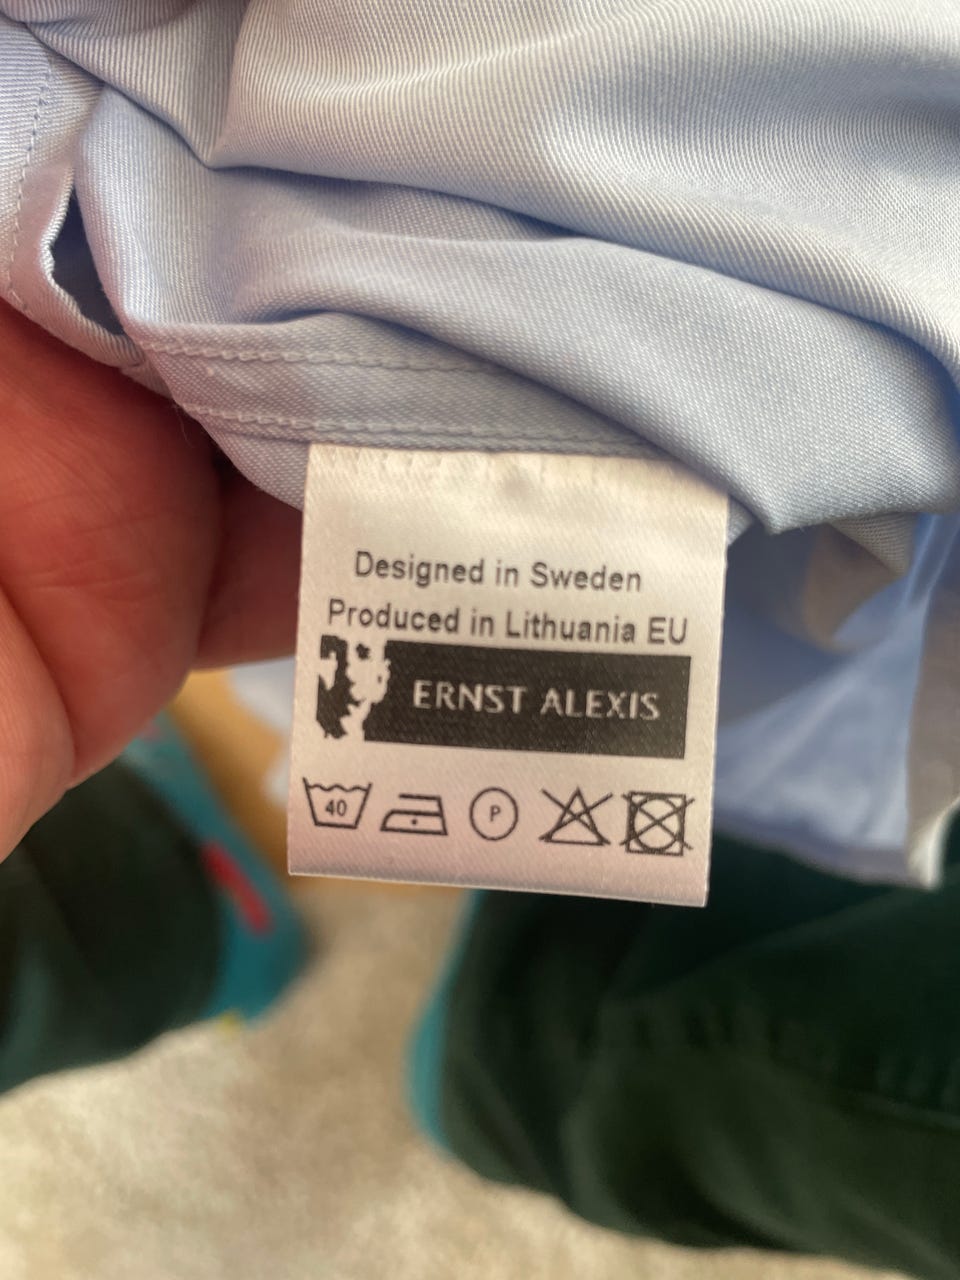 Designed in Sweden
Produced in Lithuania EU
ERNST ALEXIS
40
P